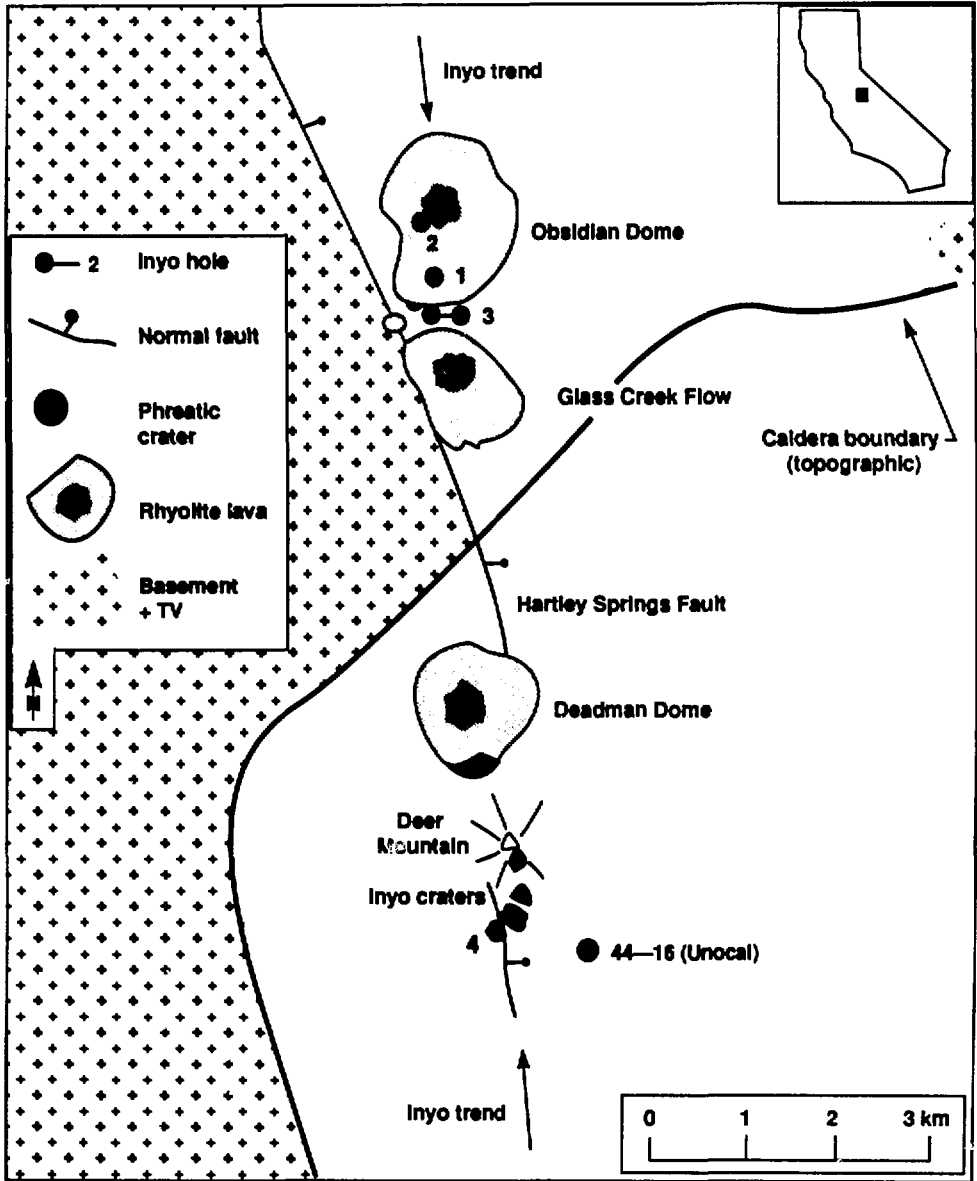 Inyo trend
Obsidian Dome
2
1
3
2 Inyo hole
Normal fault
Phreatic
crater
Rhyolite lava
Basement
+ TV
Glass Creek Flow
Caldera boundary
(topographic)
Hartley Springs Fault
Deadman Dome
Deer
Mountain
Inyo craters
4
44—16 (Unocal)
Inyo trend
0 1 2 3 km